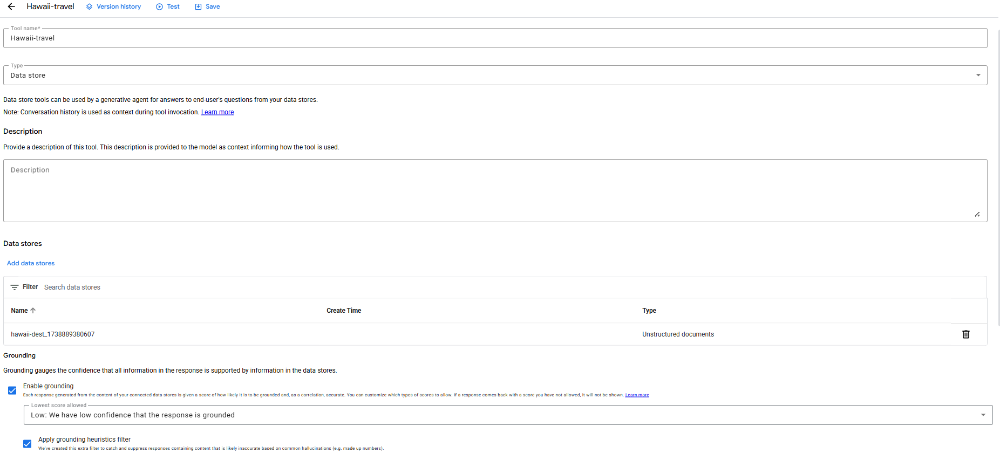 Hawaii-travel Version history Test Save
Tool name*
Hawaii-travel
Type
Data store
Data store tools can be used by a generative agent for answers to end-user's questions from your data stores.
Note: Conversation history is used as context during tool invocation. Learn more
Description
Provide a description of this tool. This description is provided to the model as context informing how the tool is used.
Description
Data stores
Add data stores
Filter Search data stores
Name Create Time Type
hawaii-dest_1738889380607 Unstructured documents
Grounding
Grounding gauges the confidence that all information in the response is supported by information in the data stores.
Enable grounding
Each response generated from the content of your connected data stores is given a score of how likely it is to be grounded and, as a correlation, accurate. You can customize which types of scores to allow. If a response comes back with a score you have not allowed, it will not be shown. Learn more
Lowest score allowed
Low: We have low confidence that the response is grounded
Apply grounding heuristics filter
We've created this extra filter to catch and suppress responses containing content that is likely inaccurate based on common hallucinations (e.g. made up numbers).